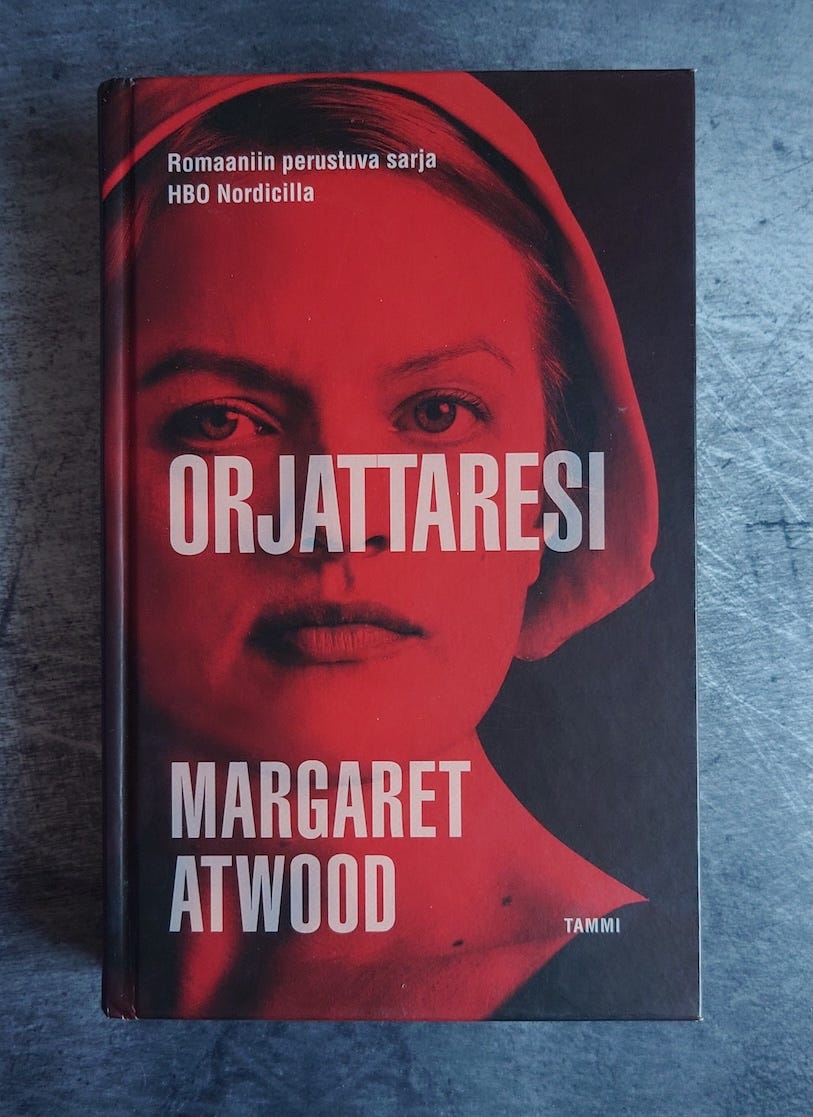 Romaaniin perustuva sarja
HBO Nordicilla
ORJATTARESI
MARGARET
ATWOOD
TAMMI